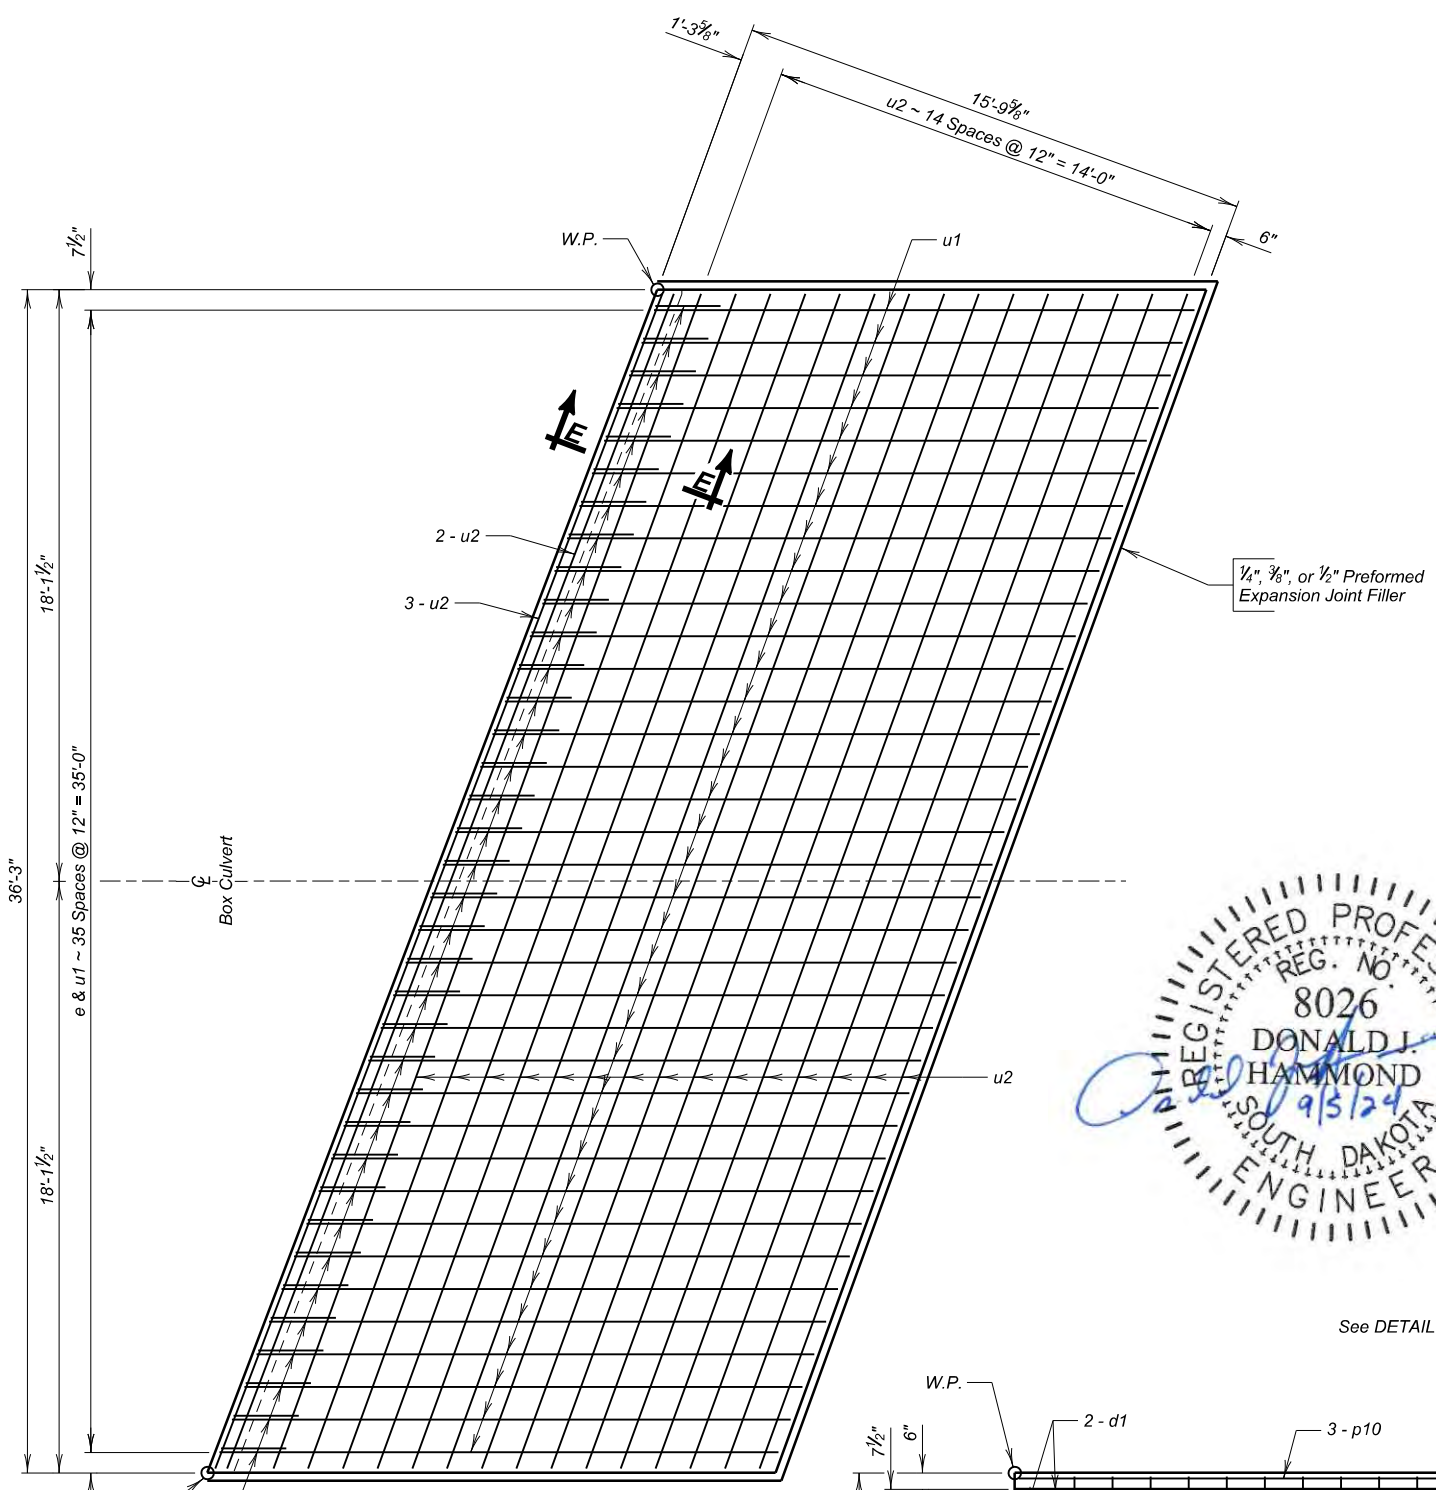 1'-3⅝"
15'-9⅝"
u2 ~ 14 Spaces @ 12" = 14'-0"
6"
7½"
W.P.
u1
E
E
2 - u2
3 - u2
18'-1½"
36'-3"
e & u1 ~ 35 Spaces @ 12" = 35'-0"
18'-1½"
℄
Box Culvert
¼", ⅜", or ½" Preformed
Expansion Joint Filler
u2
REGISTERED PROFES
REG. NO.
8026
DONALD J.
HAMMOND
9/5/24
SOUTH DAKOTA
ENGINEER
See DETAIL
W.P.
2 - d1
3 - p10
7½"
6"